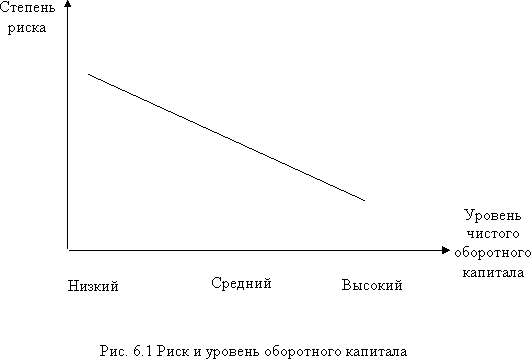 Степень
риска
Уровень
чистого
оборотного
капитала
Низкий
Средний
Высокий
Рис. 6.1 Риск и уровень оборотного капитала